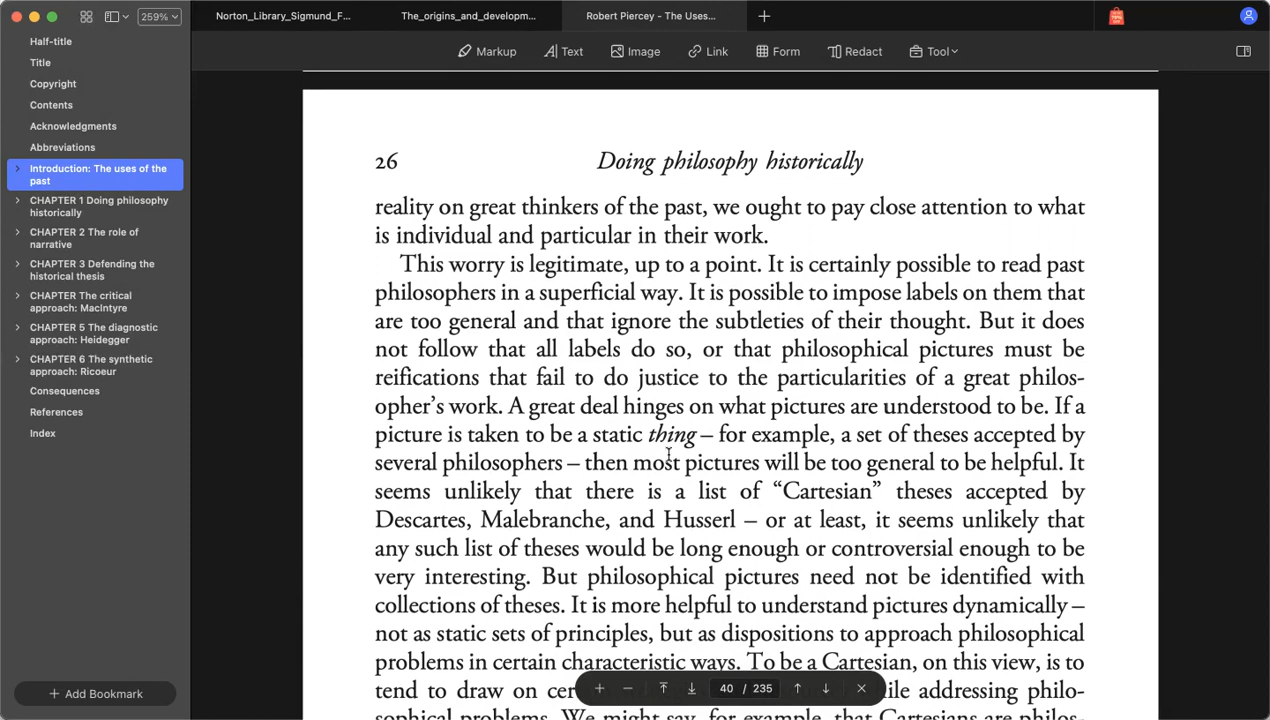 259%
Norton_Library_Sigmund_F...
The_origins_and_developm...
Robert Piercey - The Uses...
Markup
Text
Image
Link
Form
Redact
Tool
Half-title
Title
Copyright
Contents
Acknowledgments
Abbreviations
Introduction: The uses of the
past
CHAPTER 1 Doing philosophy
historically
CHAPTER 2 The role of
narrative
CHAPTER 3 Defending the
historical thesis
CHAPTER The critical
approach: MacIntyre
CHAPTER 5 The diagnostic
approach: Heidegger
CHAPTER 6 The synthetic
approach: Ricoeur
Consequences
References
Index
+ Add Bookmark
26 Doing philosophy historically
reality on great thinkers of the past, we ought to pay close attention to what
is individual and particular in their work.
This worry is legitimate, up to a point. It is certainly possible to read past
philosophers in a superficial way. It is possible to impose labels on them that
are too general and that ignore the subtleties of their thought. But it does
not follow that all labels do so, or that philosophical pictures must be
reifications that fail to do justice to the particularities of a great philos-
opher's work. A great deal hinges on what pictures are understood to be. If a
picture is taken to be a static thing – for example, a set of theses accepted by
several philosophers – then most pictures will be too general to be helpful. It
seems unlikely that there is a list of "Cartesian" theses accepted by
Descartes, Malebranche, and Husserl – or at least, it seems unlikely that
any such list of theses would be long enough or controversial enough to be
very interesting. But philosophical pictures need not be identified with
collections of theses. It is more helpful to understand pictures dynamically –
not as static sets of principles, but as dispositions to approach philosophical
problems in certain characteristic ways. To be a Cartesian, on this view, is to
tend to draw on cer
while addressing philo-
sophical problems. We might say, for example, that Cartesians are philos-
40 / 235